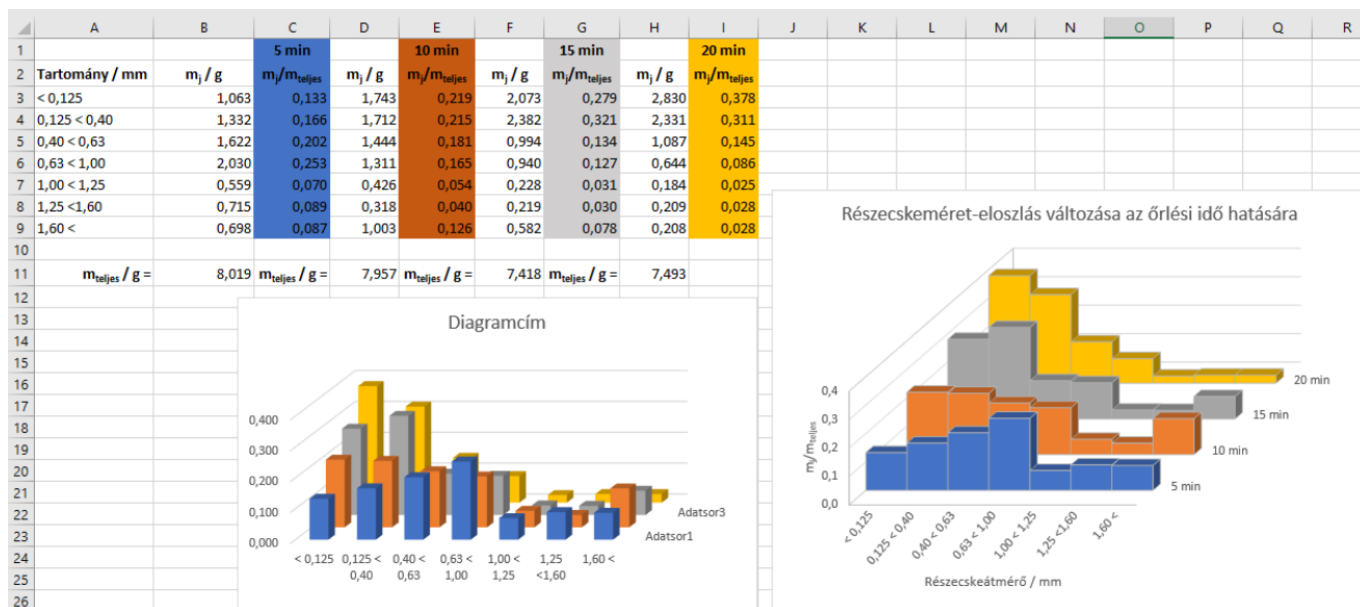 A B C D E F G H I J K L M N O P Q R
1 5 min 10 min 15 min 20 min
2 Tartomány / mm mj / g mj/mteljes mj / g mj/mteljes mj / g mj/mteljes mj / g mj/mteljes
3 < 0,125 1,063 0,133 1,743 0,219 2,073 0,279 2,830 0,378
4 0,125 < 0,40 1,332 0,166 1,712 0,215 2,382 0,321 2,331 0,311
5 0,40 < 0,63 1,622 0,202 1,444 0,181 0,994 0,134 1,087 0,145
6 0,63 < 1,00 2,030 0,253 1,311 0,165 0,940 0,127 0,644 0,086
7 1,00 < 1,25 0,559 0,070 0,426 0,054 0,228 0,031 0,184 0,025
8 1,25 <1,60 0,715 0,089 0,318 0,040 0,219 0,030 0,209 0,028
9 1,60 < 0,698 0,087 1,003 0,126 0,582 0,078 0,208 0,028
10
11 mteljes / g = 8,019 mteljes / g = 7,957 mteljes / g = 7,418 mteljes / g = 7,493
12
13
14
15
16
17
18
19
20
21
22
23
24
25
26
Diagramcím
0,400
0,300
0,200
0,100
0,000
Adatsor3
Adatsor1
< 0,125 0,125 < 0,40 < 0,63 < 1,00 < 1,25 1,60 <
0,40 0,63 1,00 1,25 <1,60
Részecskeméret-eloszlás változása az őrlési idő hatására
0,4
0,3
0,2
0,1
0,0
mj/mteljes
20 min
15 min
10 min
5 min
< 0,125
0,125 < 0,40
0,40 < 0,63
0,63 < 1,00
1,00 < 1,25
1,25 <1,60
1,60 <
Részecskeátmérő / mm